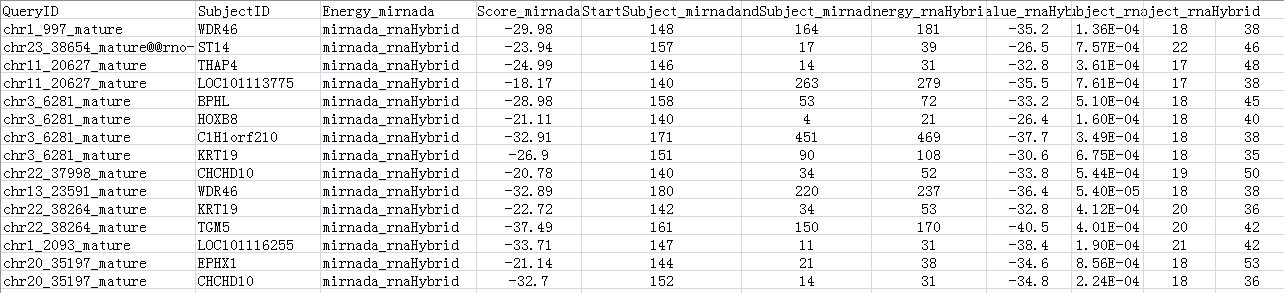 QueryID SubjectID Energy_mirnada Score_mirnada StartSubject_mirnada ndSubject_mirnad nergy_rnaHybri alue_rnaHyb ubject_rna ject_rnaHybrid
chr1_997_mature WDR46 mirnada_rnaHybrid -29.98 148 164 181 -35.2 1.36E-04 18 38
chr23_38654_mature@@rno- ST14 mirnada_rnaHybrid -23.94 157 17 39 -26.5 7.57E-04 22 46
chr11_20627_mature THAP4 mirnada_rnaHybrid -24.99 146 14 31 -32.8 3.61E-04 17 48
chr11_20627_mature LOC101113775 mirnada_rnaHybrid -18.17 140 263 279 -35.5 7.61E-04 17 38
chr3_6281_mature BPHL mirnada_rnaHybrid -28.98 158 53 72 -33.2 5.10E-04 18 45
chr3_6281_mature HOXB8 mirnada_rnaHybrid -21.11 140 4 21 -26.4 1.60E-04 18 40
chr3_6281_mature C1H1orf210 mirnada_rnaHybrid -32.91 171 451 469 -37.7 3.49E-04 18 38
chr3_6281_mature KRT19 mirnada_rnaHybrid -26.9 151 90 108 -30.6 6.75E-04 18 35
chr22_37998_mature CHCHD10 mirnada_rnaHybrid -20.78 140 34 52 -33.8 5.44E-04 19 50
chr13_23591_mature WDR46 mirnada_rnaHybrid -32.89 180 220 237 -36.4 5.40E-05 18 38
chr22_38264_mature KRT19 mirnada_rnaHybrid -22.72 142 34 53 -32.8 4.12E-04 20 36
chr22_38264_mature TGM5 mirnada_rnaHybrid -37.49 161 150 170 -40.5 4.01E-04 20 42
chr1_2093_mature LOC101116255 mirnada_rnaHybrid -33.71 147 11 31 -38.4 1.90E-04 21 42
chr20_35197_mature EPHX1 mirnada_rnaHybrid -21.14 144 21 38 -34.6 8.56E-04 18 53
chr20_35197_mature CHCHD10 mirnada_rnaHybrid -32.7 152 14 31 -34.8 2.24E-04 18 36